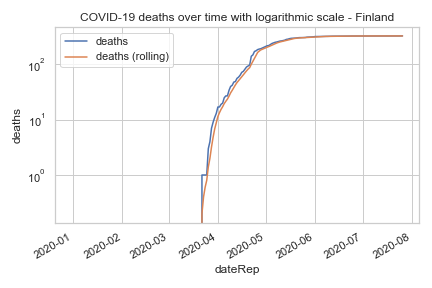 COVID-19 deaths over time with logarithmic scale - Finland
deaths
deaths (rolling)
10²
10¹
10⁰
deaths
2020-01
2020-02
2020-03
2020-04
2020-05
2020-06
2020-07
2020-08
dateRep